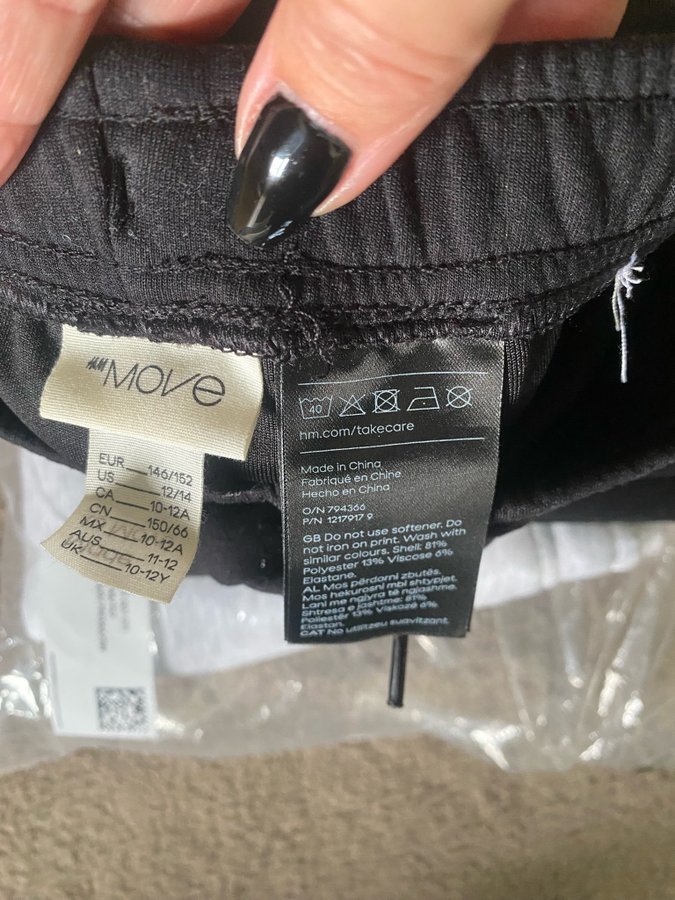 H&M MOVE
EUR 146/152
US 12/14
CA 10-12A
CN 150/66
MX 10-12A
AUS 11-12
UK 10-12Y
40
hm.com/takecare
Made in China
Fabriqué en Chine
Hecho en China
O/N 794366
P/N 1217917 9
GB Do not use softener. Do
not iron on print. Wash with
similar colours. Shell: 81%
Polyester 13% Viscose 6%
Elastane.
AL Mos përdorni zbutës.
Mos hekurosni mbi shtypjet.
Lani me ngjyra të ngjashme.
Shtresa e jashtme: 81%
Poliestër 13% Viskozë 6%
Elastan.
CAT No utilitzeu suavitzant.